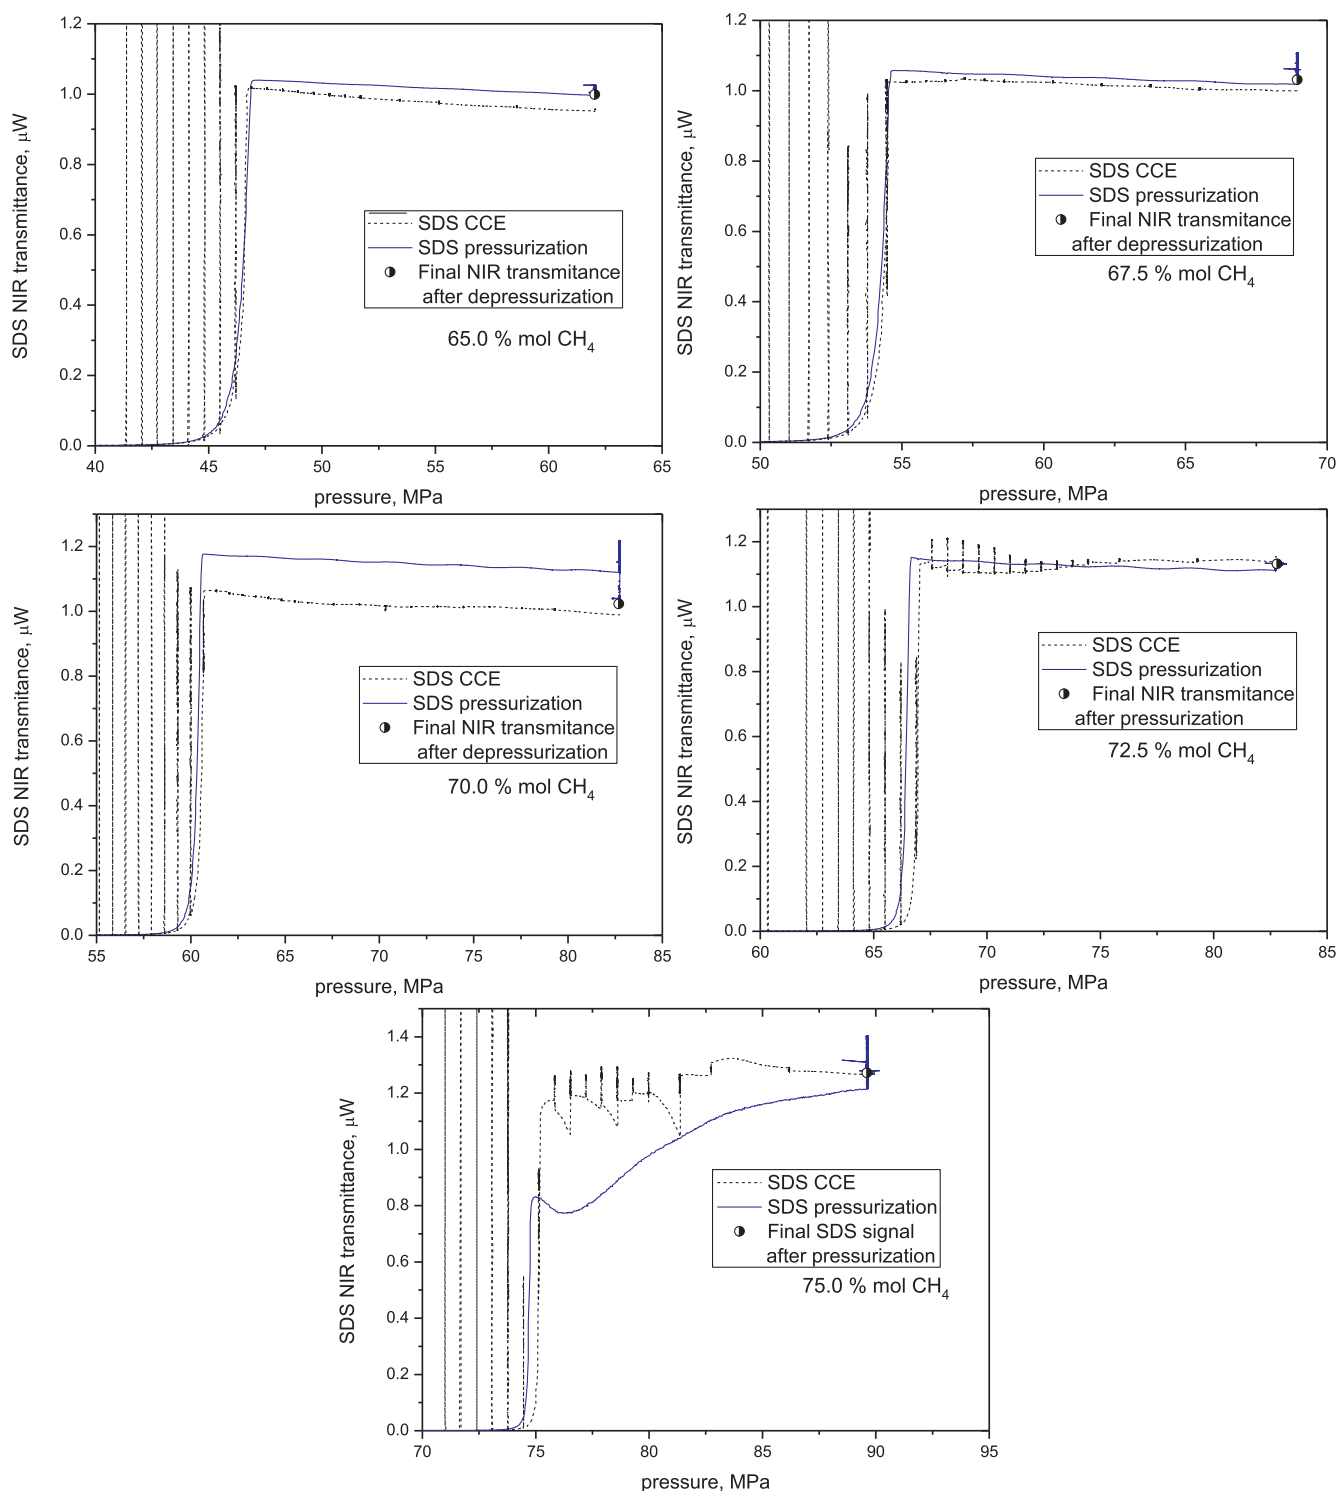 1.2
1.0
0.8
0.6
0.4
0.2
0.0
SDS NIR transmittance, μW
40 45 50 55 60 65
pressure, MPa
SDS CCE
SDS pressurization
Final NIR transmitance
after depressurization
65.0 % mol CH4
1.2
1.0
0.8
0.6
0.4
0.2
0.0
SDS NIR transmittance, μW
50 55 60 65 70
pressure, MPa
SDS CCE
SDS pressurization
Final NIR transmitance
after depressurization
67.5 % mol CH4
1.2
1.0
0.8
0.6
0.4
0.2
0.0
SDS NIR transmitance, μW
55 60 65 70 75 80 85
pressure, MPa
SDS CCE
SDS pressurization
Final NIR transmitance
after depressurization
70.0 % mol CH4
1.2
1.0
0.8
0.6
0.4
0.2
0.0
SDS NIR transmittance, μW
60 65 70 75 80 85
pressure, MPa
SDS CCE
SDS pressurization
Final NIR transmitance
after pressurization
72.5 % mol CH4
1.4
1.2
1.0
0.8
0.6
0.4
0.2
0.0
SDS NIR transmittance, μW
70 75 80 85 90 95
pressure, MPa
SDS CCE
SDS pressurization
Final SDS signal
after pressurization
75.0 % mol CH4